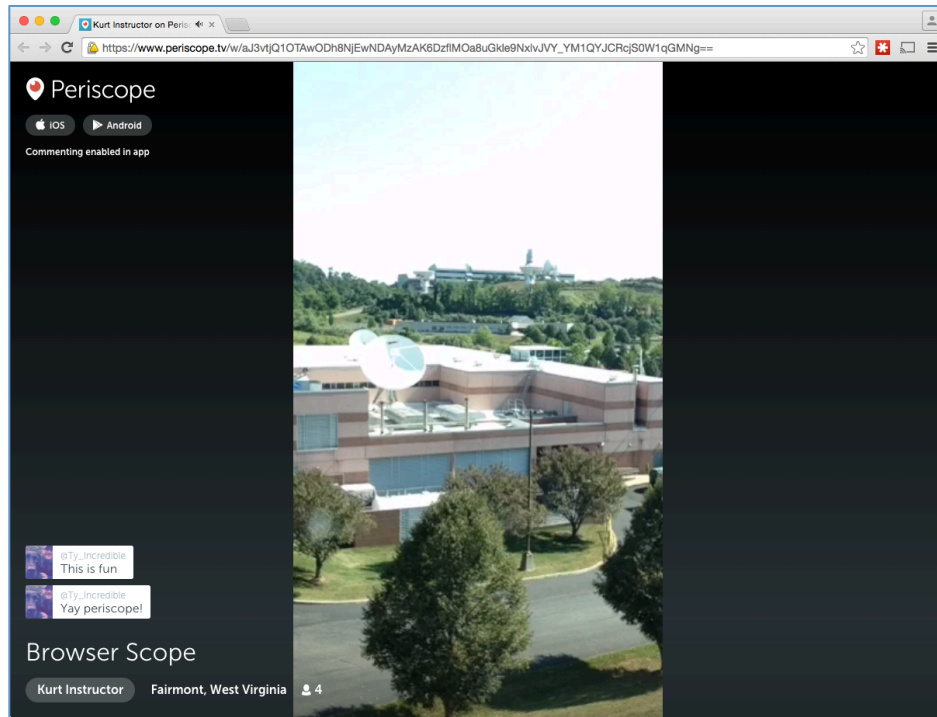 Kurt Instructor on Peris
https://www.periscope.tv/w/aJ3vtjQ1OTAwODh8NjEwNDAyMzAK6DzflMOa8uGkle9NxlvJVY_YM1QYJCRcjS0W1qGMNg==
Periscope
iOS
Android
Commenting enabled in app
@Ty_Incredible
This is fun
@Ty_Incredible
Yay periscope!
Browser Scope
Kurt Instructor Fairmont, West Virginia 4